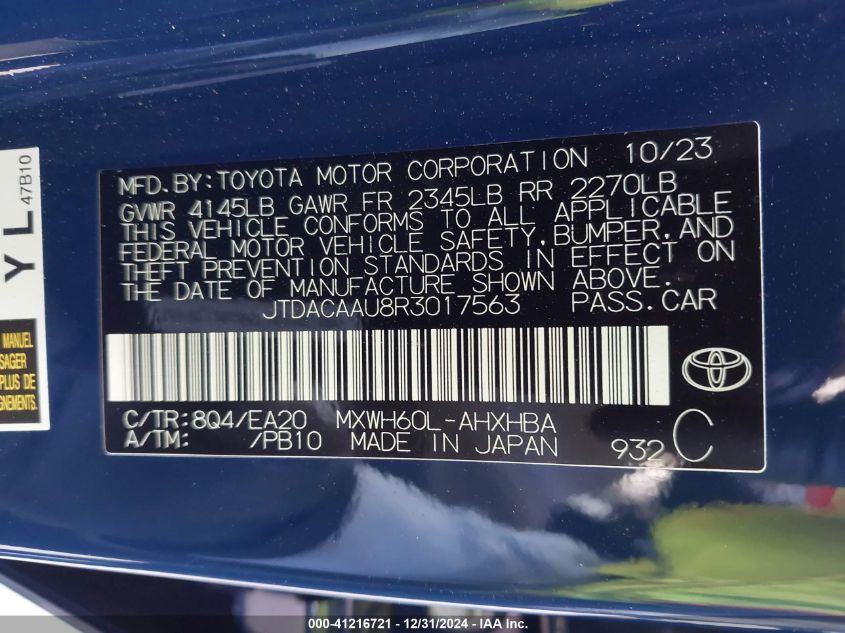 MFD. BY: TOYOTA MOTOR CORPORATION 10/23
GVWR 4145LB GAWR FR 2345LB RR 2270LB
THIS VEHICLE CONFORMS TO ALL APPLICABLE
FEDERAL MOTOR VEHICLE SAFETY, BUMPER, AND
THEFT PREVENTION STANDARDS IN EFFECT ON
THE DATE OF MANUFACTURE SHOWN ABOVE.
JTDACAAU8R3017563 PASS.CAR
C/TR: 8Q4/EA20 MXWH60L-AHXHBA
A/TM: /PB10 MADE IN JAPAN 932 C
YL
47B10
MANUEL
SAGER
PLUS DE
GNEMENTS.
000-41216721 - 12/31/2024 - IAA Inc.